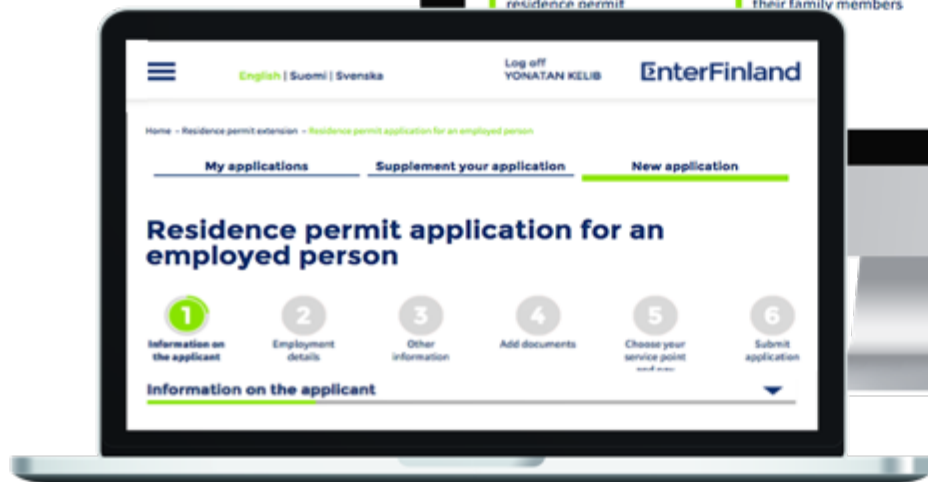 residence permit
their family members
English | Suomi | Svenska
Log off
YONATAN KELIB
EnterFinland
Home – Residence permit extension – Residence permit application for an employed person
My applications
Supplement your application
New application
Residence permit application for an
employed person
1
2
3
4
5
6
Information on
the applicant
Employment
details
Other
information
Add documents
Choose your
service point
and pay
Submit
application
Information on the applicant